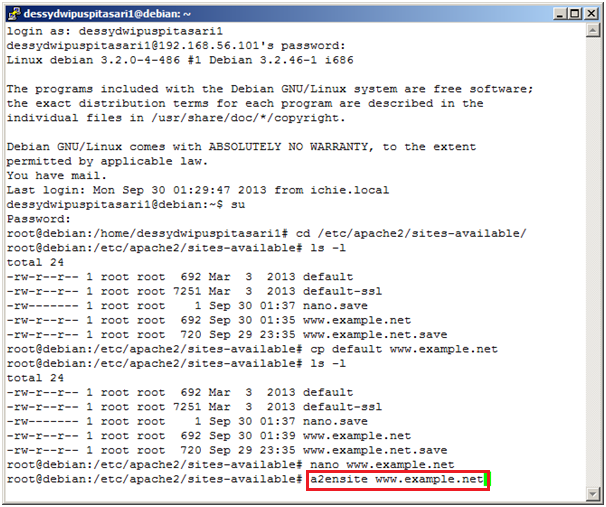 dessydwipuspitasari1@debian: ~
login as: dessydwipuspitasari1
dessydwipuspitasari1@192.168.56.101's password:
Linux debian 3.2.0-4-486 #1 Debian 3.2.46-1 i686
The programs included with the Debian GNU/Linux system are free software;
the exact distribution terms for each program are described in the
individual files in /usr/share/doc/*/copyright.
Debian GNU/Linux comes with ABSOLUTELY NO WARRANTY, to the extent
permitted by applicable law.
You have mail.
Last login: Mon Sep 30 01:29:47 2013 from ichie.local
dessydwipuspitasari1@debian:~$ su
Password:
root@debian:/home/dessydwipuspitasari1# cd /etc/apache2/sites-available/
root@debian:/etc/apache2/sites-available# ls -l
total 24
-rw-r--r-- 1 root root  692 Mar  3  2013 default
-rw-r--r-- 1 root root 7251 Mar  3  2013 default-ssl
-rw------- 1 root root    1 Sep 30 01:37 nano.save
-rw-r--r-- 1 root root  692 Sep 30 01:35 www.example.net
-rw-r--r-- 1 root root  720 Sep 29 23:35 www.example.net.save
root@debian:/etc/apache2/sites-available# cp default www.example.net
root@debian:/etc/apache2/sites-available# ls -l
total 24
-rw-r--r-- 1 root root  692 Mar  3  2013 default
-rw-r--r-- 1 root root 7251 Mar  3  2013 default-ssl
-rw------- 1 root root    1 Sep 30 01:37 nano.save
-rw-r--r-- 1 root root  692 Sep 30 01:39 www.example.net
-rw-r--r-- 1 root root  720 Sep 29 23:35 www.example.net.save
root@debian:/etc/apache2/sites-available# nano www.example.net
root@debian:/etc/apache2/sites-available# a2ensite www.example.net